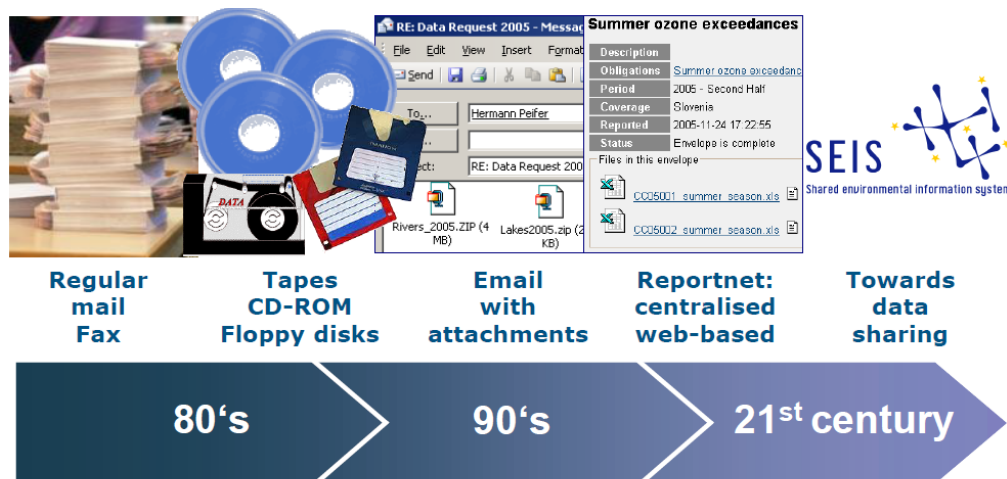 RE: Data Request 2005 - Messag
File Edit View Insert Format
Send
To...
Hermann Peifer
ect:
RE: Data Request 200
Rivers_2005.ZIP (4
MB)
Lakes2005.zip (2
KB)
DATA
Summer ozone exceedances
Description
Obligations Summer ozone exceedanc
Period 2005 - Second Half
Coverage Slovenia
Reported 2005-11-24 17:22:55
Status Envelope is complete
Files in this envelope
CC05001_summer_season.xls
CC05002_summer_season.xls
SEIS
Shared environmental information system
Regular
mail
Fax
Tapes
CD-ROM
Floppy disks
Email
with
attachments
Reportnet:
centralised
web-based
Towards
data
sharing
80‘s
90‘s
21st century